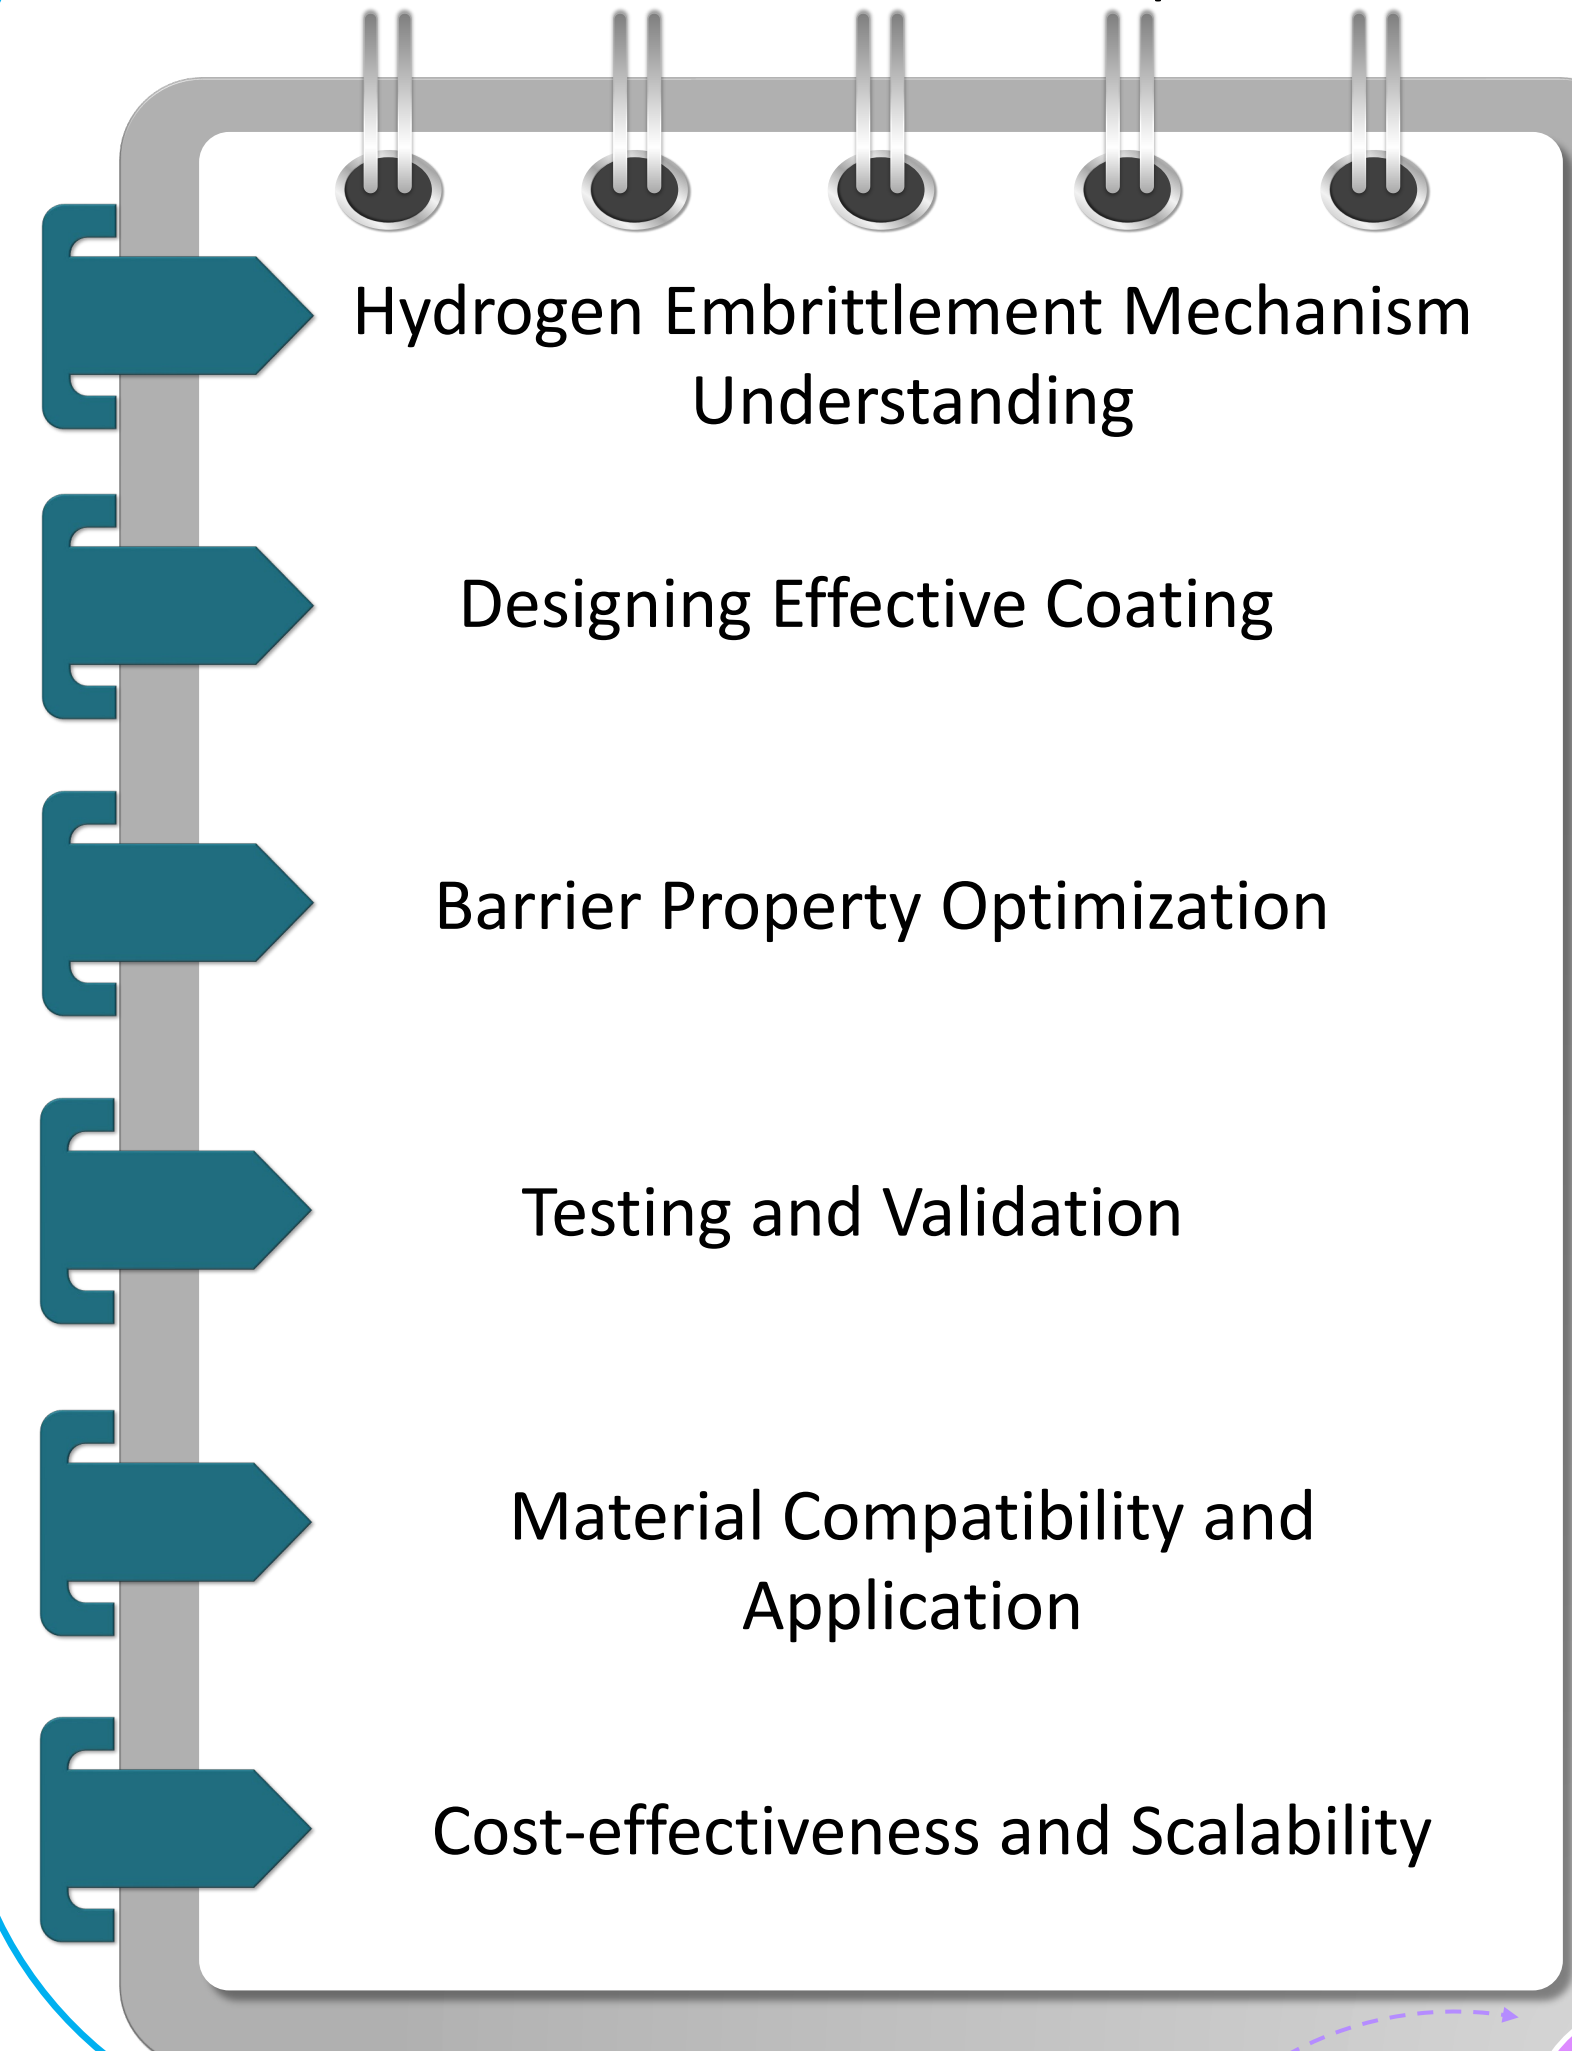 Hydrogen Embrittlement Mechanism
Understanding
Designing Effective Coating
Barrier Property Optimization
Testing and Validation
Material Compatibility and
Application
Cost-effectiveness and Scalability